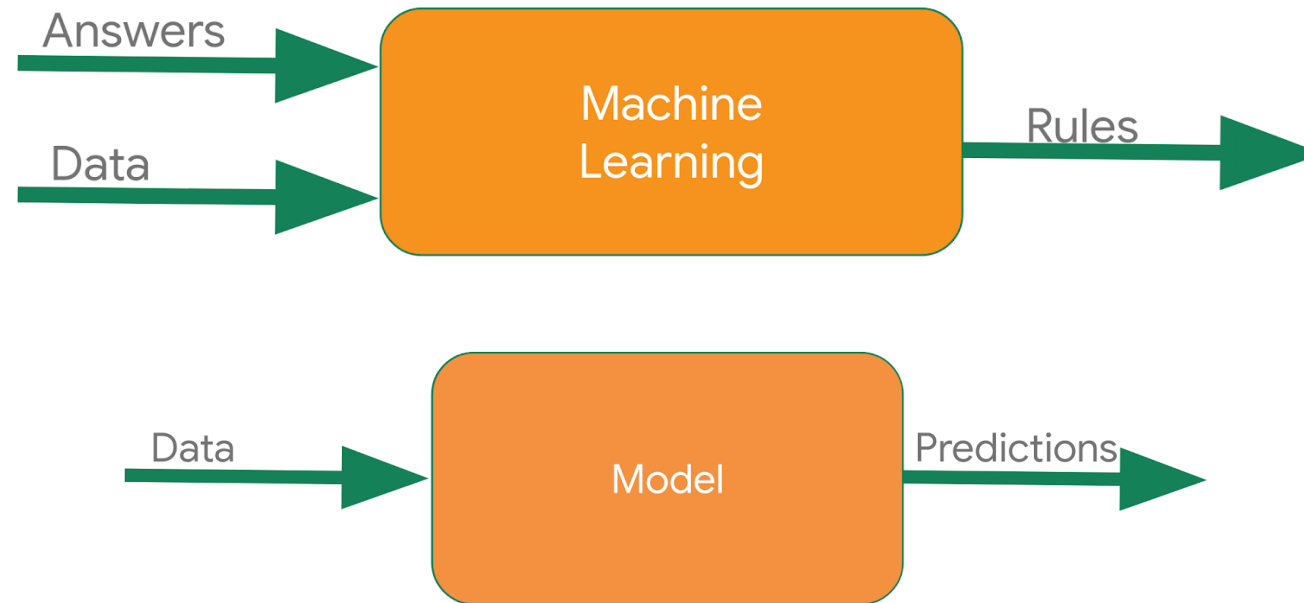 Answers
Data
Machine
Learning
Rules
Data
Model
Predictions